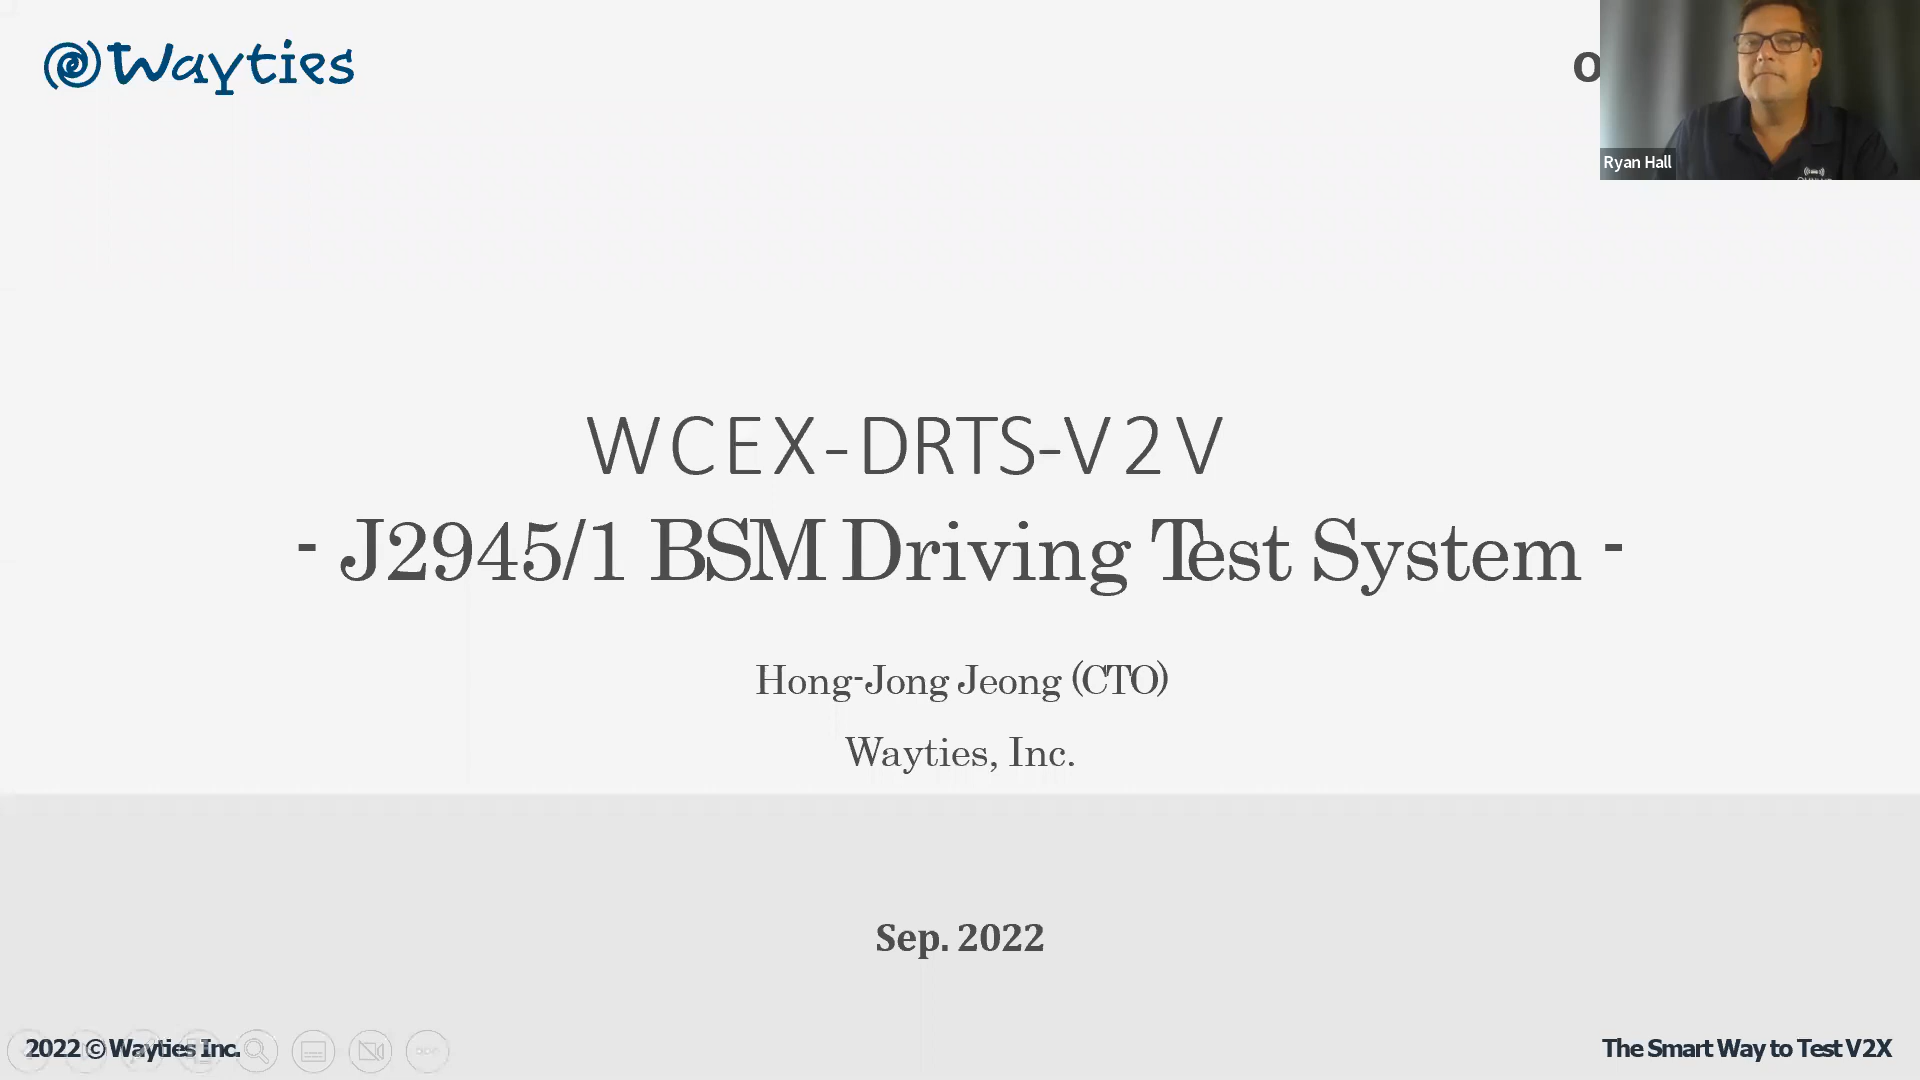 @Wayties
Ryan Hall
WCEX-DRTS-V2V
- J2945/1 BSM Driving Test System -
Hong-Jong Jeong (CTO)
Wayties, Inc.
Sep. 2022
2022 © Wayties Inc.
The Smart Way to Test V2X